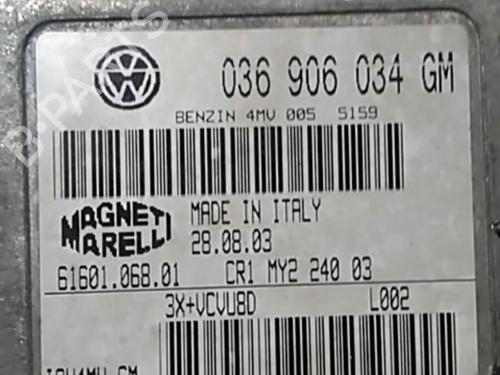 036 906 034 GM
BENZIN 4MV 005 5159
MAGNETI MARELLI
MADE IN ITALY
28.08.03
61601.068.01 CR1 MY2 240 03
3X+VCVU8D L002
B-PARTS